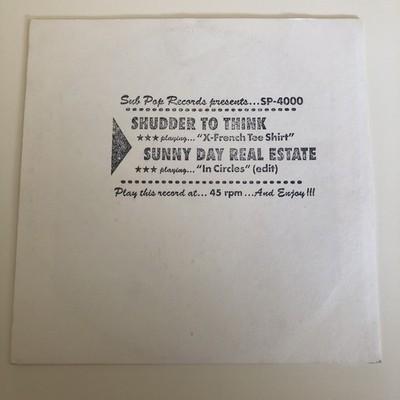 Sub Pop Records presents...SP-4000
SHUDDER TO THINK
★★★ playing... "X-French Tee Shirt"
SUNNY DAY REAL ESTATE
★★★ playing... "In Circles" (edit)
Play this record at... 45 rpm ...And Enjoy!!!